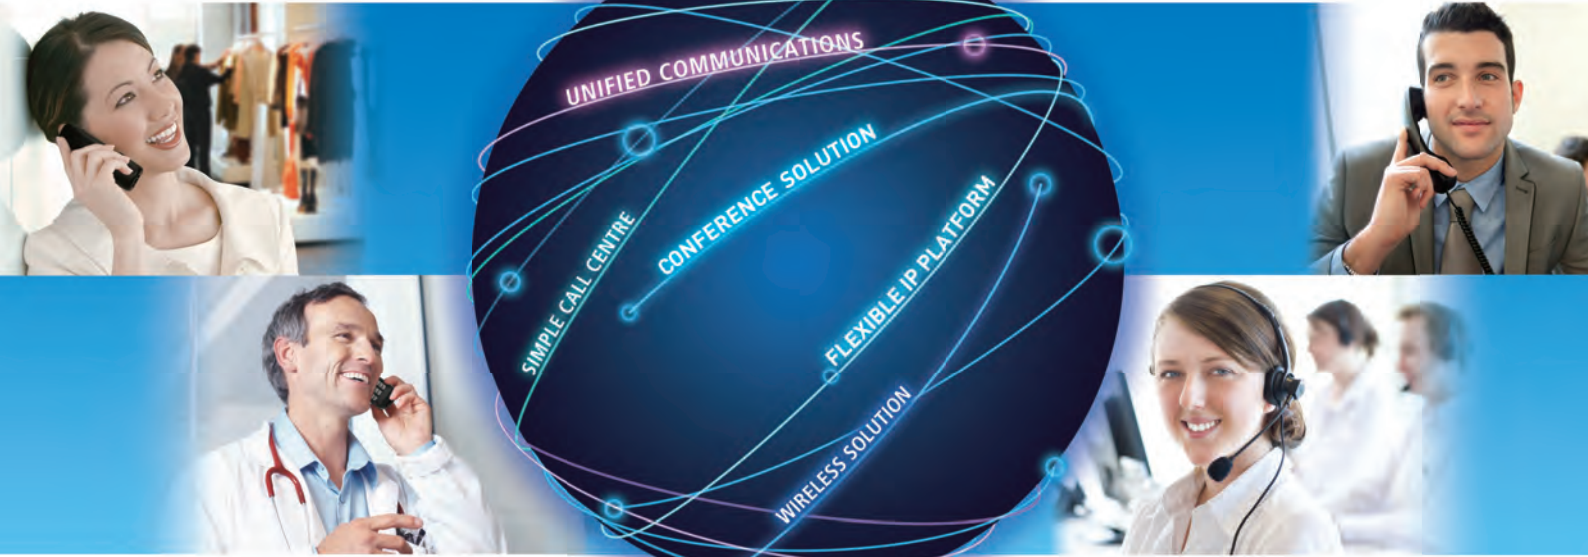 UNIFIED COMMUNICATIONS
CONFERENCE SOLUTION
SIMPLE CALL CENTRE
FLEXIBLE IP PLATFORM
WIRELESS SOLUTION